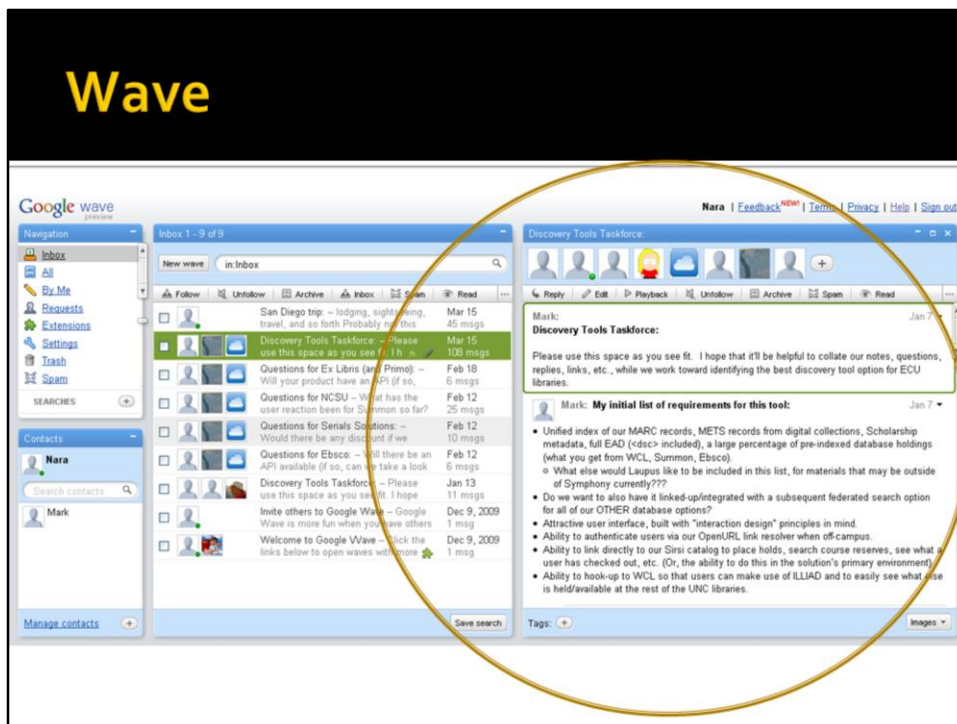 Wave
Google wave
preview
Nara | Feedback NEW! | Terms | Privacy | Help | Sign out
Navigation
Inbox
All
By Me
Requests
Extensions
Settings
Trash
Spam
SEARCHES
Contacts
Nara
Search contacts
Mark
Manage contacts
Inbox 1 - 9 of 9
New wave
in:Inbox
Follow Unfollow Archive Inbox Spam Read
San Diego trip: – lodging, sightseeing, Mar 15
travel, and so forth Probably not this 45 msgs
Discovery Tools Taskforce: – Please Mar 15
use this space as you see fit. I h 108 msgs
Questions for Ex Libris (and Primo): – Feb 18
Will your product have an API (if so, 6 msgs
Questions for NCSU – What has the Feb 12
user reaction been for Summon so far? 25 msgs
Questions for Serials Solutions: – Feb 12
Would there be any discount if we 10 msgs
Questions for Ebsco: – Will there be an Feb 12
API available (if so, can we take a look 6 msgs
Discovery Tools Taskforce: – Please Jan 13
use this space as you see fit. I hope 11 msgs
Invite others to Google Wave – Google Dec 9, 2009
Wave is more fun when you have others 1 msg
Welcome to Google Wave – Click the Dec 9, 2009
links below to open waves with more 1 msg
Save search
Discovery Tools Taskforce:
Reply Edit Playback Unfollow Archive Spam Read
Mark: Jan 7
Discovery Tools Taskforce:
Please use this space as you see fit. I hope that it'll be helpful to collate our notes, questions,
replies, links, etc., while we work toward identifying the best discovery tool option for ECU
libraries.
Mark: My initial list of requirements for this tool: Jan 7
• Unified index of our MARC records, METS records from digital collections, Scholarship
metadata, full EAD (<dsc> included), a large percentage of pre-indexed database holdings
(what you get from WCL, Summon, Ebsco).
o What else would Laupus like to be included in this list, for materials that may be outside
of Symphony currently???
• Do we want to also have it linked-up/integrated with a subsequent federated search option
for all of our OTHER database options?
• Attractive user interface, built with "interaction design" principles in mind.
• Ability to authenticate users via our OpenURL link resolver when off-campus.
• Ability to link directly to our Sirsi catalog to place holds, search course reserves, see what a
user has checked out, etc. (Or, the ability to do this in the solution's primary environment)
• Ability to hook-up to WCL so that users can make use of ILLIAD and to easily see what else
is held/available at the rest of the UNC libraries.
Tags:
Images